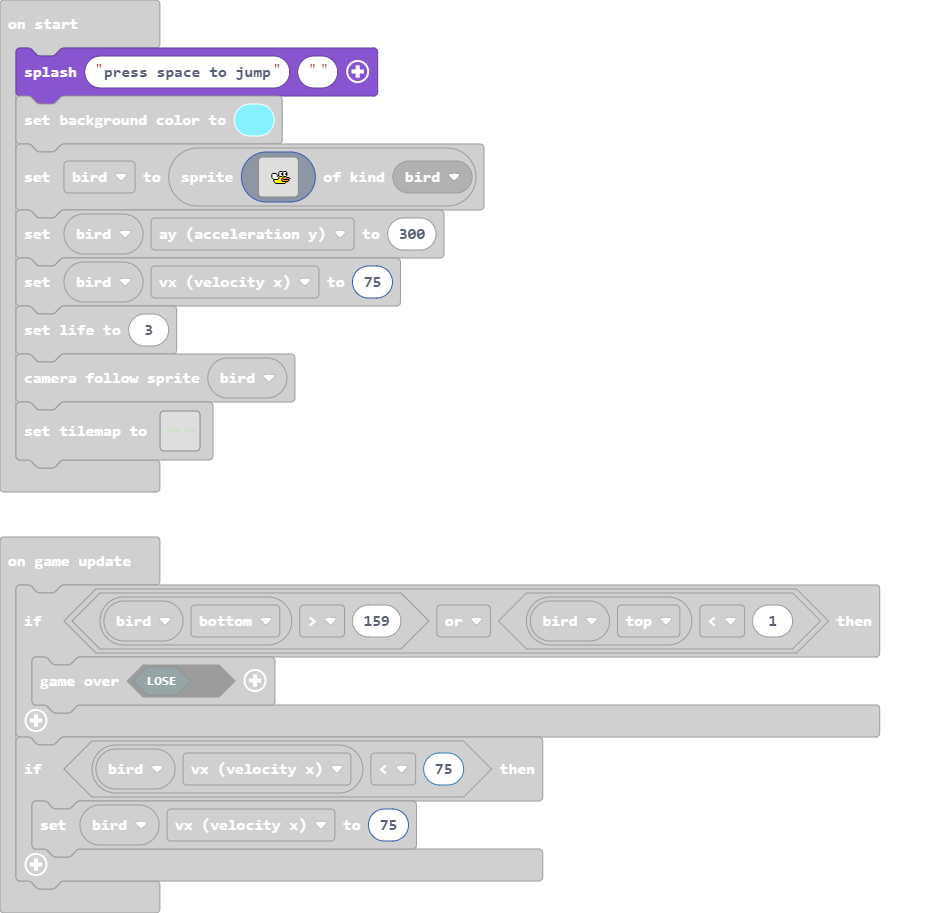 on start
splash "press space to jump" " "
set background color to
set bird to sprite of kind bird
set bird ay (acceleration y) to 300
set bird vx (velocity x) to 75
set life to 3
camera follow sprite bird
set tilemap to
on game update
if bird bottom > 159 or bird top < 1 then
game over LOSE
if bird vx (velocity x) < 75 then
set bird vx (velocity x) to 75